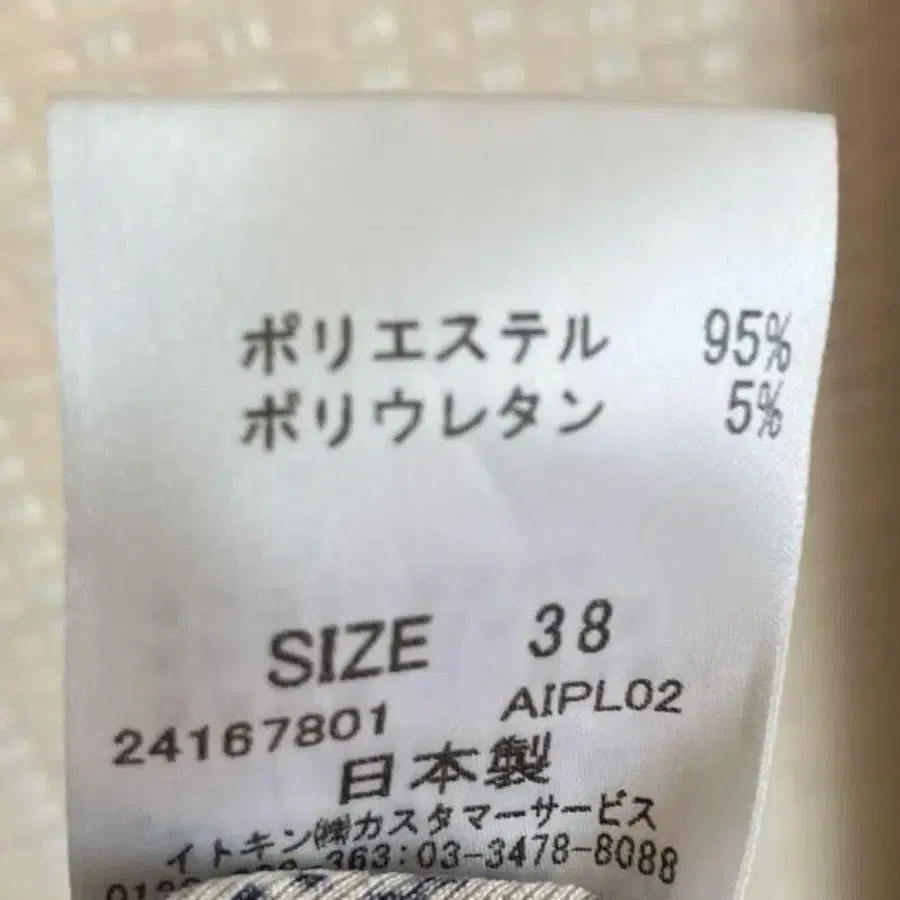 ポリエステル 95%
ポリウレタン 5%
SIZE 38
24167801 AIPL02
日本製
イトキン㈱カスタマーサービス
363:03-3478-8088